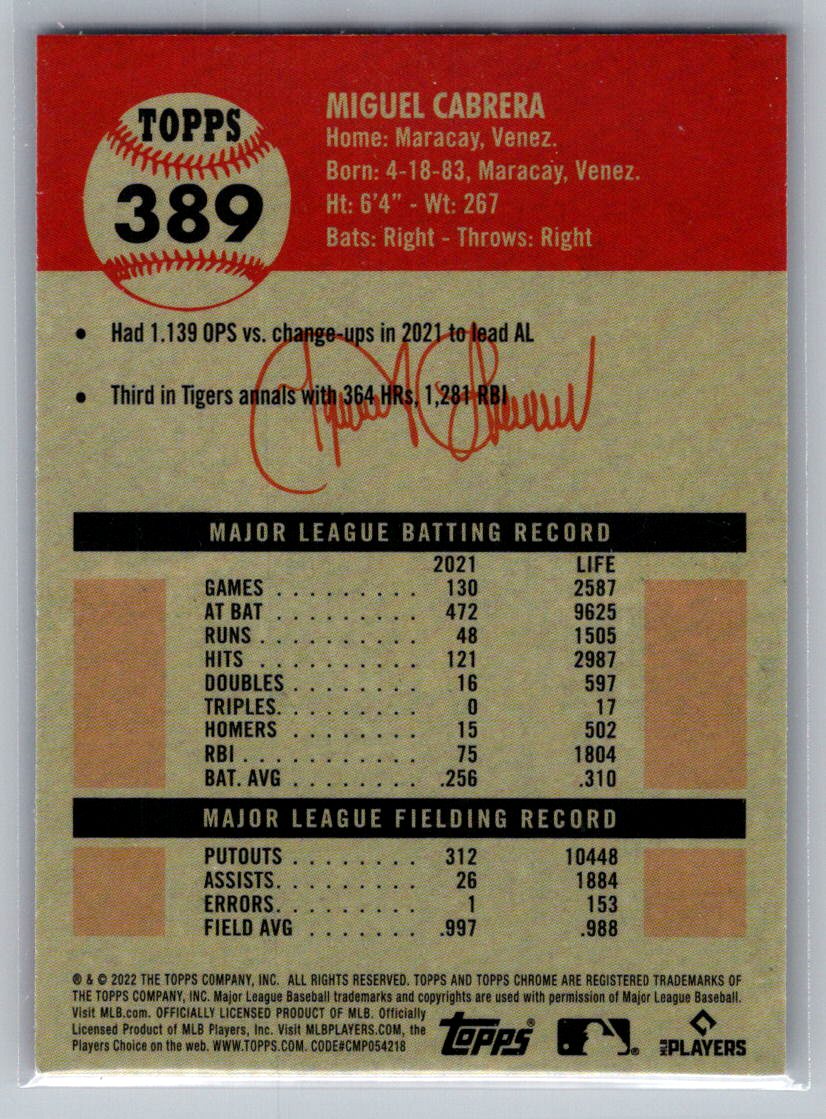 TOPPS
389
MIGUEL CABRERA
Home: Maracay, Venez.
Born: 4-18-83, Maracay, Venez.
Ht: 6'4" - Wt: 267
Bats: Right - Throws: Right
• Had 1.139 OPS vs. change-ups in 2021 to lead AL
• Third in Tigers annals with 364 HRs, 1,281 RBI
MAJOR LEAGUE BATTING RECORD
2021 LIFE
GAMES . . . . . . . . . 130 2587
AT BAT . . . . . . . . . 472 9625
RUNS . . . . . . . . . . 48 1505
HITS . . . . . . . . . . 121 2987
DOUBLES . . . . . . . . 16 597
TRIPLES. . . . . . . . . 0 17
HOMERS . . . . . . . . 15 502
RBI . . . . . . . . . . . 75 1804
BAT. AVG . . . . . . . . .256 .310
MAJOR LEAGUE FIELDING RECORD
PUTOUTS . . . . . . . . 312 10448
ASSISTS. . . . . . . . . 26 1884
ERRORS. . . . . . . . . 1 153
FIELD AVG . . . . . . . .997 .988
® & © 2022 THE TOPPS COMPANY, INC. ALL RIGHTS RESERVED. TOPPS AND TOPPS CHROME ARE REGISTERED TRADEMARKS OF
THE TOPPS COMPANY, INC. Major League Baseball trademarks and copyrights are used with permission of Major League Baseball.
Visit MLB.com. OFFICIALLY LICENSED PRODUCT OF MLB. Officially
Licensed Product of MLB Players, Inc. Visit MLBPLAYERS.COM, the
Players Choice on the web. WWW.TOPPS.COM. CODE#CMP054218
topps®
®
MLB PLAYERS